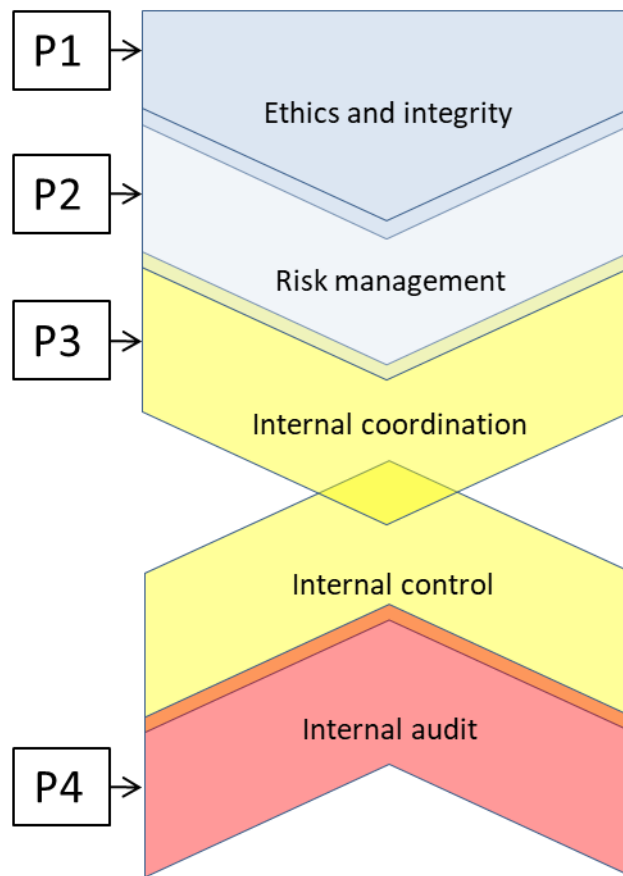 P1
Ethics and integrity
P2
Risk management
P3
Internal coordination
Internal control
Internal audit
P4